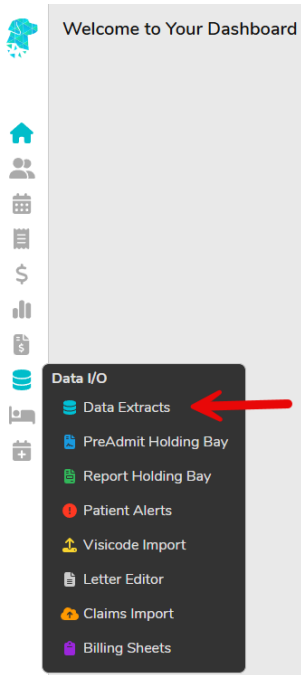 Welcome to Your Dashboard
Data I/O
Data Extracts
PreAdmit Holding Bay
Report Holding Bay
Patient Alerts
Visicode Import
Letter Editor
Claims Import
Billing Sheets